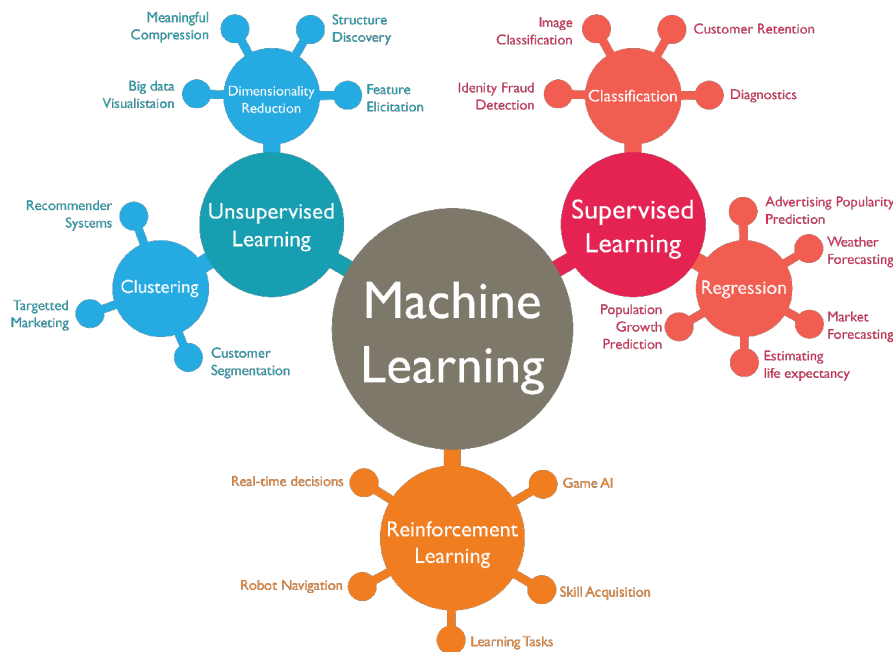 Meaningful
Compression
Structure
Discovery
Big data
Visualistaion
Dimensionality
Reduction
Feature
Elicitation
Unsupervised
Learning
Recommender
Systems
Clustering
Targetted
Marketing
Customer
Segmentation
Machine
Learning
Image
Classification
Customer Retention
Idenity Fraud
Detection
Classification
Diagnostics
Supervised
Learning
Advertising Popularity
Prediction
Weather
Forecasting
Regression
Population
Growth
Prediction
Market
Forecasting
Estimating
life expectancy
Real-time decisions
Game AI
Reinforcement
Learning
Robot Navigation
Skill Acquisition
Learning Tasks